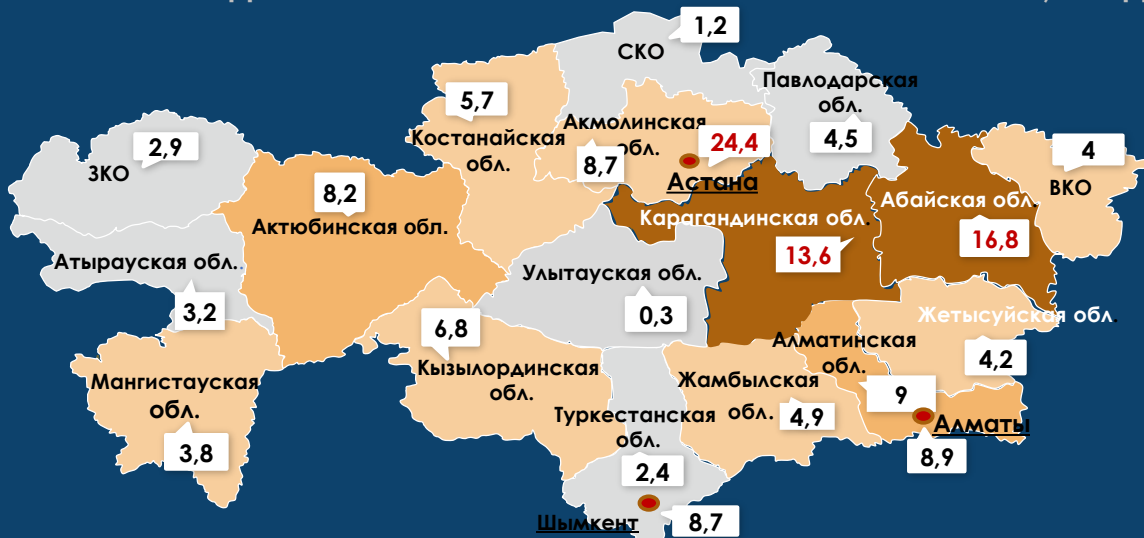 1,2
СКО
Павлодарская
обл.
4,5
5,7
Костанайская
обл.
Акмолинская
обл.
8,7
24,4
Астана
2,9
ЗКО
8,2
Актюбинская обл.
4
ВКО
Абайская обл.
16,8
Карагандинская обл.
13,6
Атырауская обл.
3,2
Улытауская обл.
0,3
Жетысуйская обл.
4,2
6,8
Кызылординская
обл.
Алматинская
обл.
9
Мангистауская
обл.
3,8
Жамбылская
обл.
4,9
Алматы
8,9
Туркестанская
обл.
2,4
Шымкент
8,7